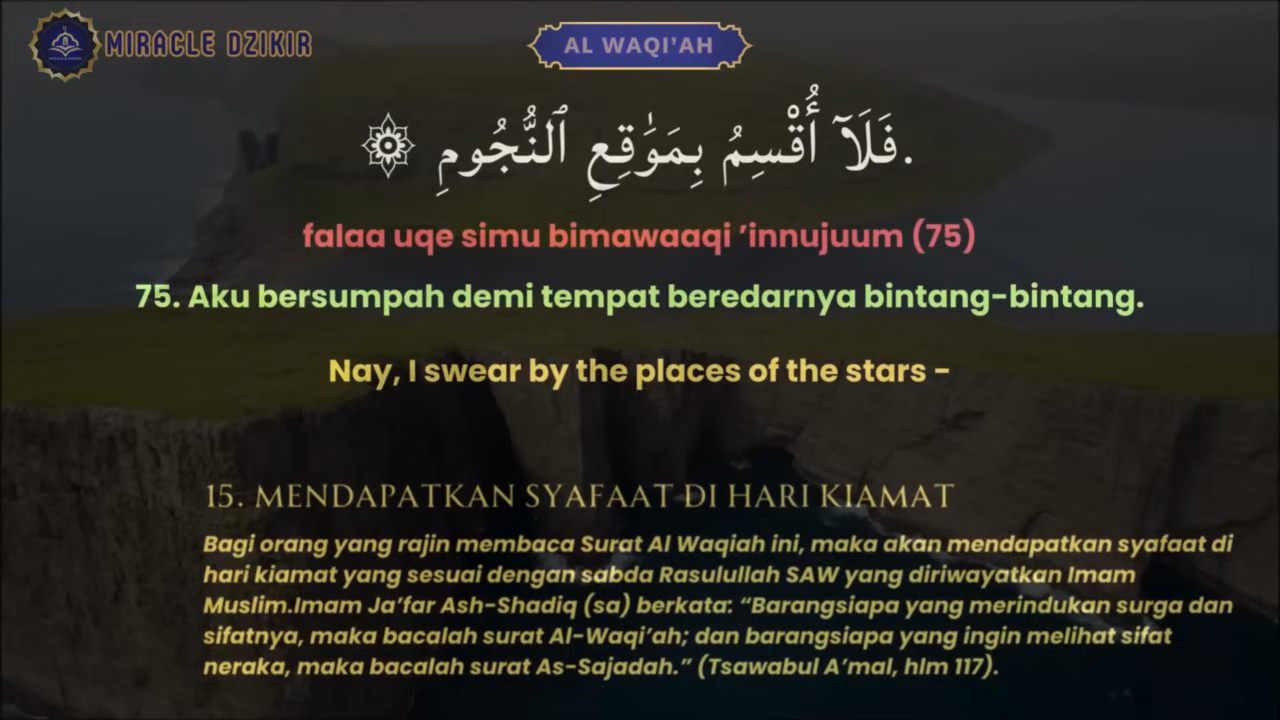 MIRACLE DZIKIR
AL WAQI'AH
فَلَآ أُقْسِمُ بِمَوَٰقِعِ ٱلنُّجُومِ ۞.
falaa uqe simu bimawaaqi 'innujuum (75)
75. Aku bersumpah demi tempat beredarnya bintang-bintang.
Nay, I swear by the places of the stars -
15. MENDAPATKAN SYAFAAT DI HARI KIAMAT
Bagi orang yang rajin membaca Surat Al Waqiah ini, maka akan mendapatkan syafaat di
hari kiamat yang sesuai dengan sabda Rasulullah SAW yang diriwayatkan Imam
Muslim.Imam Ja'far Ash-Shadiq (sa) berkata: “Barangsiapa yang merindukan surga dan
sifatnya, maka bacalah surat Al-Waqi'ah; dan barangsiapa yang ingin melihat sifat
neraka, maka bacalah surat As-Sajadah.” (Tsawabul A'mal, hlm 117).